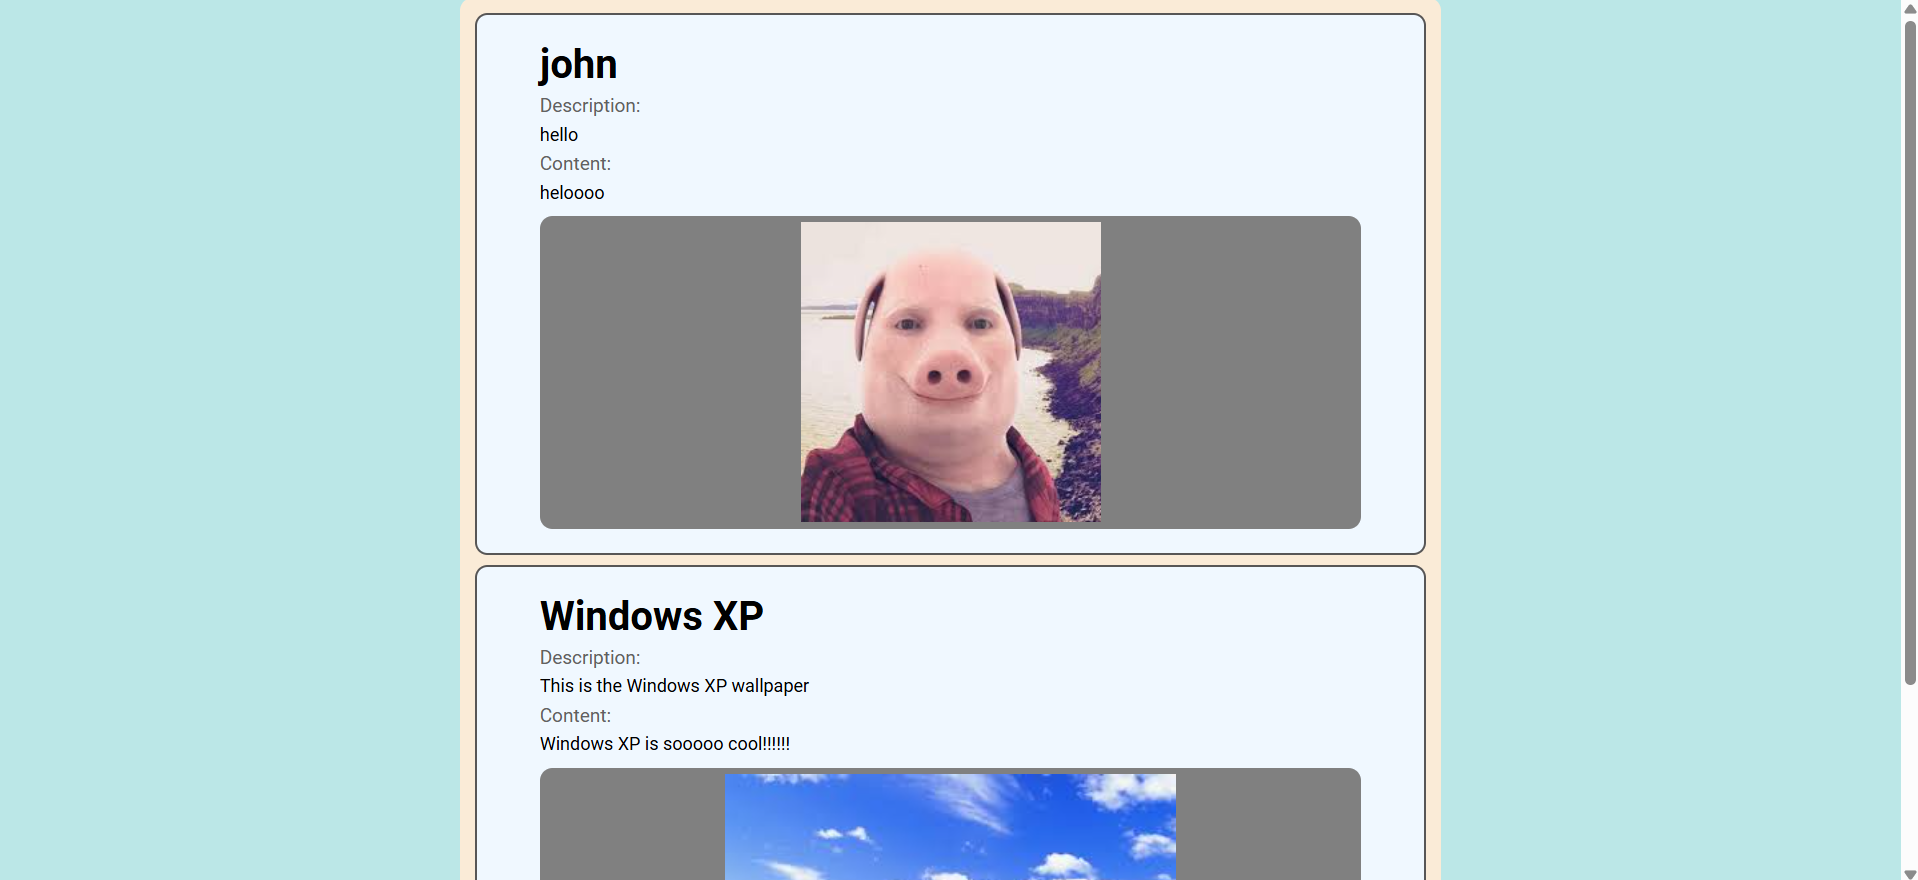 john
Description:
hello
Content:
heloooo
Windows XP
Description:
This is the Windows XP wallpaper
Content:
Windows XP is sooooo cool!!!!!!